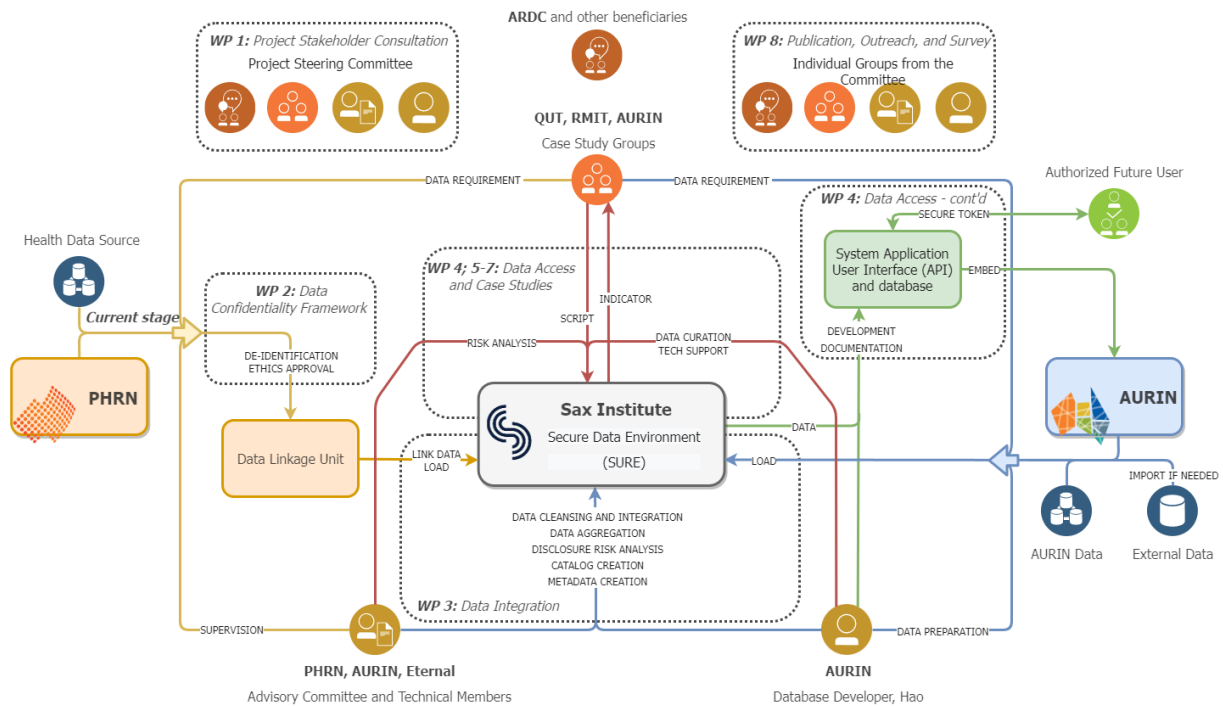 ARDC and other beneficiaries
WP 1: Project Stakeholder Consultation
Project Steering Committee
WP 8: Publication, Outreach, and Survey
Individual Groups from the
Committee
QUT, RMIT, AURIN
Case Study Groups
DATA REQUIREMENT
DATA REQUIREMENT
WP 4: Data Access - cont'd
SECURE TOKEN
Authorized Future User
System Application
User Interface (API)
and database
EMBED
DEVELOPMENT
DOCUMENTATION
Health Data Source
Current stage
PHRN
WP 2: Data
Confidentiality Framework
DE-IDENTIFICATION
ETHICS APPROVAL
Data Linkage Unit
LINK DATA
LOAD
WP 4; 5-7: Data Access
and Case Studies
INDICATOR
SCRIPT
RISK ANALYSIS
DATA CURATION
TECH SUPPORT
Sax Institute
Secure Data Environment
(SURE)
DATA
LOAD
AURIN
IMPORT IF NEEDED
AURIN Data
External Data
DATA CLEANSING AND INTEGRATION
DATA AGGREGATION
DISCLOSURE RISK ANALYSIS
CATALOG CREATION
METADATA CREATION
WP 3: Data Integration
SUPERVISION
DATA PREPARATION
PHRN, AURIN, Eternal
Advisory Committee and Technical Members
AURIN
Database Developer, Hao